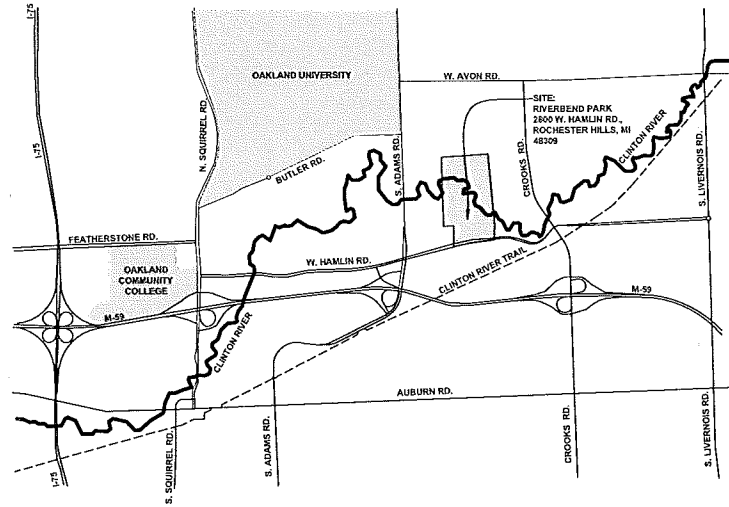 I-75
OAKLAND UNIVERSITY
N. SQUIRREL RD.
W. AVON RD.
SITE:
RIVERBEND PARK
2800 W. HAMLIN RD.,
ROCHESTER HILLS, MI
48309
I-75
BUTLER RD.
S. ADAMS RD.
CROOKS RD.
CLINTON RIVER
S. LIVERNOIS RD.
FEATHERSTONE RD.
OAKLAND
COMMUNITY
COLLEGE
W. HAMLIN RD.
CLINTON RIVER TRAIL
M-59
M-59
CLINTON RIVER
AUBURN RD.
I-75
S. SQUIRREL RD.
S. ADAMS RD.
CROOKS RD.
S. LIVERNOIS RD.